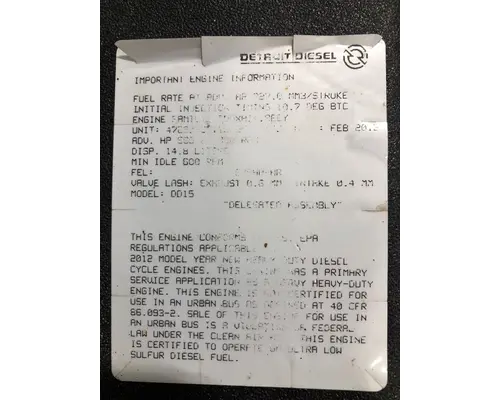 DETROIT DIESEL
IMPORTANT ENGINE INFORMATION
FUEL RATE AT ADV. HP MM3/STROKE
INITIAL INJECTION TIMING 10.7 DEG BTC
ENGINE FAMILY
UNIT: FEB 2012
ADV. HP
DISP. 14.8
MIN IDLE 600 RPM
FEL:
VALVE LASH: EXHAUST 0.6 MM INTAKE 0.4 MM
MODEL: DD15
"DELEGATED ASSEMBLY"
THIS ENGINE CONFORMS EPA
REGULATIONS APPLICABLE
2012 MODEL YEAR NEW HEAVY DUTY DIESEL
CYCLE ENGINES. THIS ENGINE HAS A PRIMARY
SERVICE APPLICATION AS A HEAVY HEAVY-DUTY
ENGINE. THIS ENGINE IS NOT CERTIFIED FOR
USE IN AN URBAN BUS AS DEFINED AT 40 CFR
86.093-2. SALE OF THIS ENGINE FOR USE IN
AN URBAN BUS IS A VIOLATION OF FEDERAL
LAW UNDER THE CLEAN AIR ACT. THIS ENGINE
IS CERTIFIED TO OPERATE ON ULTRA LOW
SULFUR DIESEL FUEL.